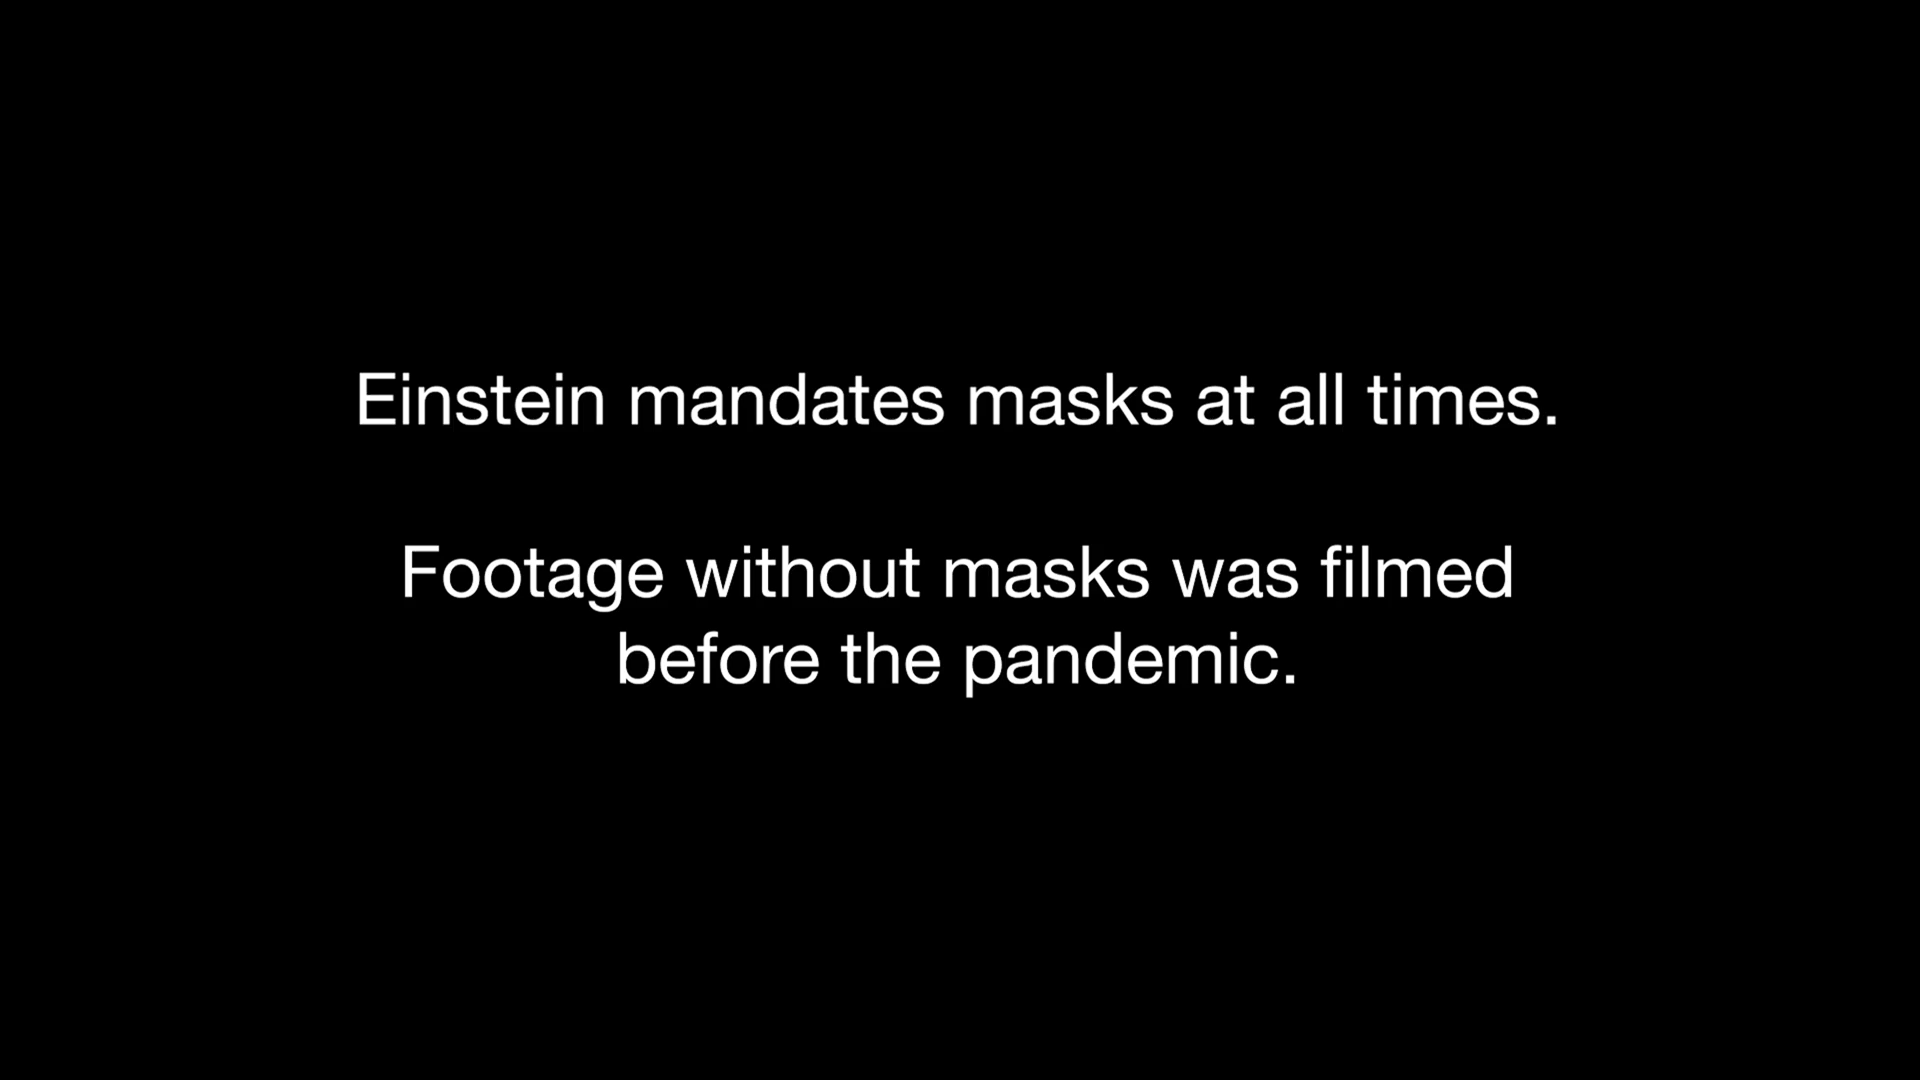 Einstein mandates masks at all times.
Footage without masks was filmed
before the pandemic.